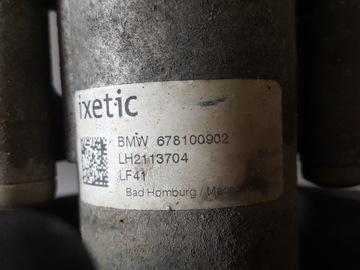 ixetic
BMW 678100902
LH2113704
LF41
Bad Homburg /